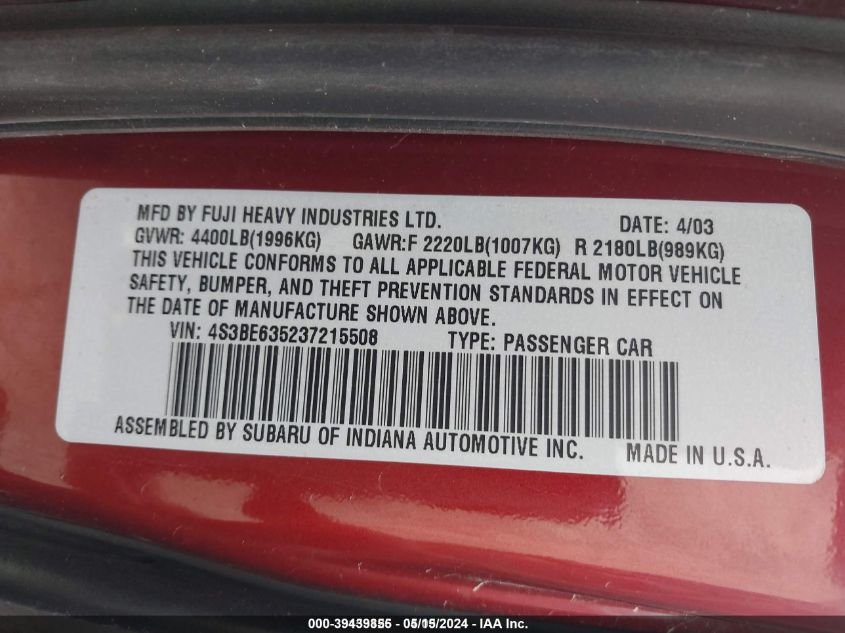 MFD BY FUJI HEAVY INDUSTRIES LTD. DATE: 4/03
GVWR: 4400LB(1996KG) GAWR:F 2220LB(1007KG) R 2180LB(989KG)
THIS VEHICLE CONFORMS TO ALL APPLICABLE FEDERAL MOTOR VEHICLE
SAFETY, BUMPER, AND THEFT PREVENTION STANDARDS IN EFFECT ON
THE DATE OF MANUFACTURE SHOWN ABOVE.
VIN: 4S3BE635237215508 TYPE: PASSENGER CAR
ASSEMBLED BY SUBARU OF INDIANA AUTOMOTIVE INC. MADE IN U.S.A.
- IAA Inc.